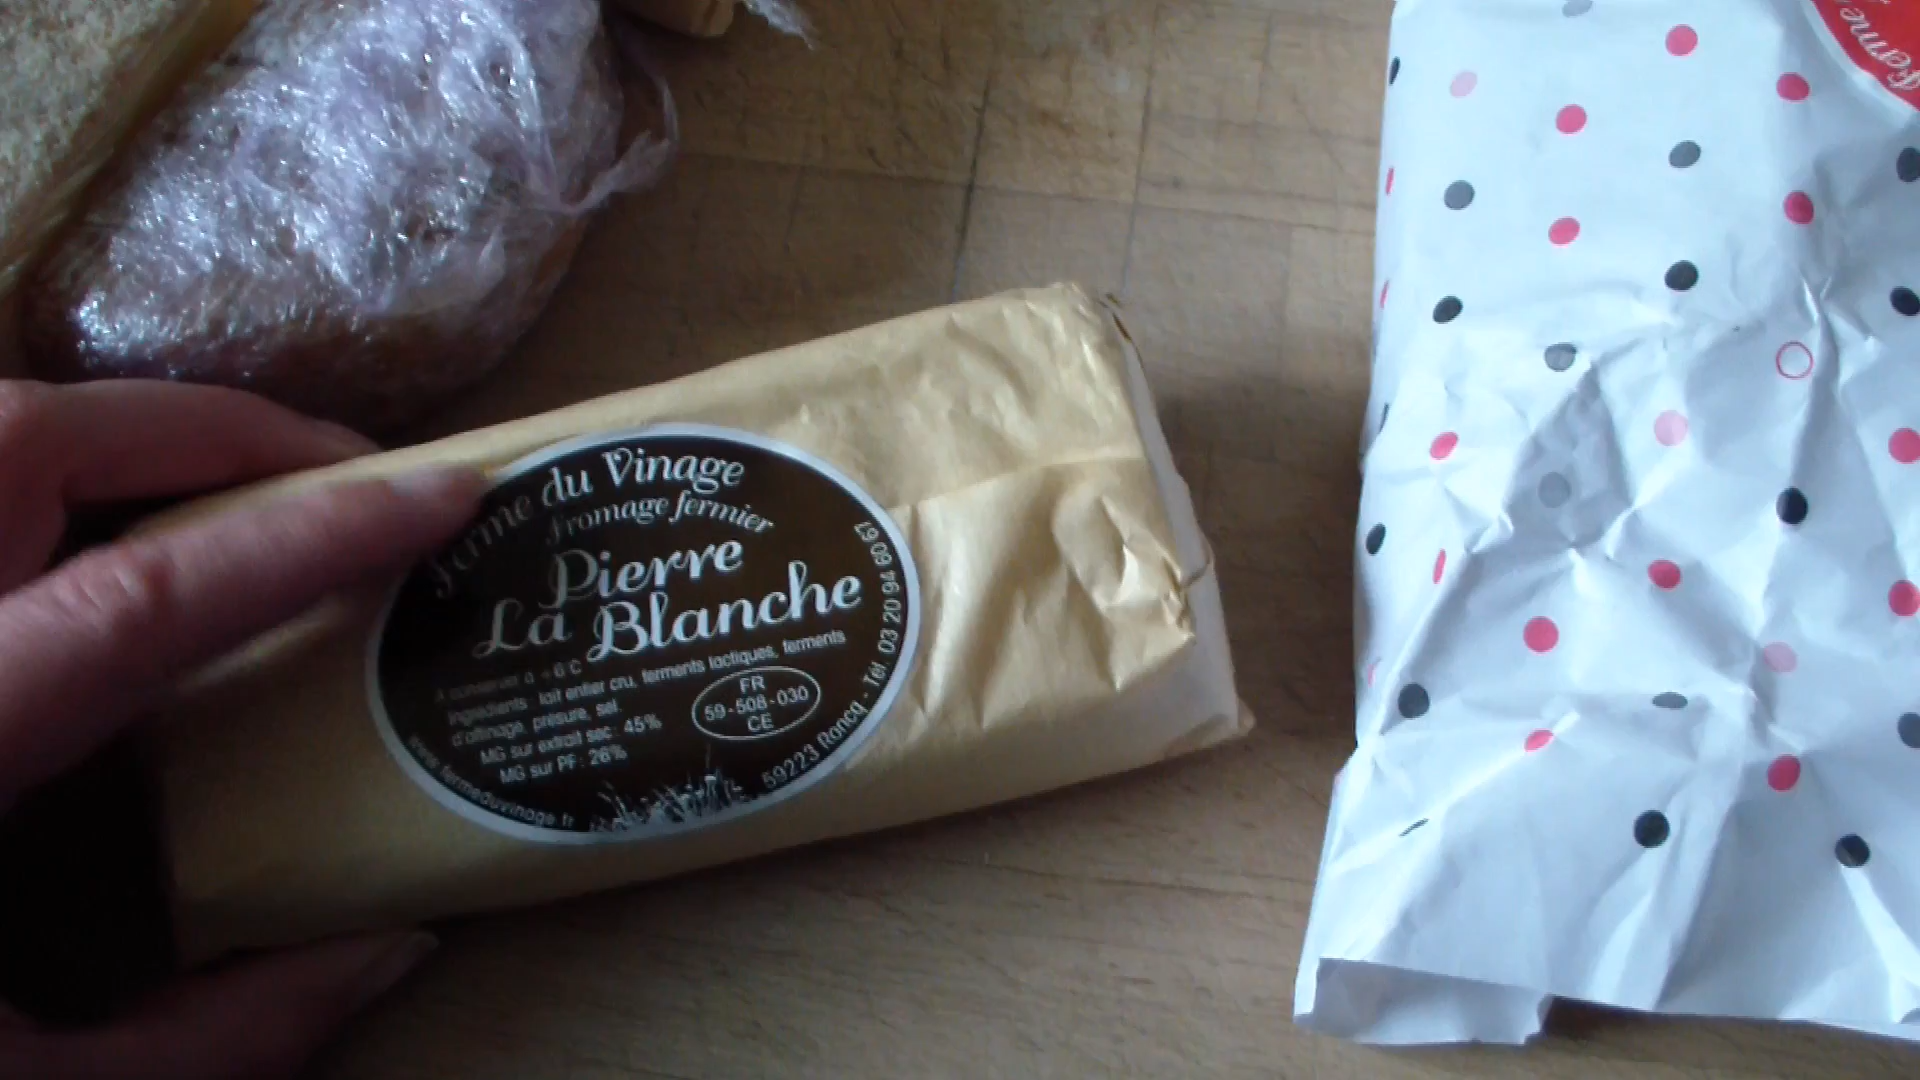 Ferme du Vinage
fromage fermier
Pierre
La Blanche
A conserver à +6°C
Ingrédients : lait entier cru, ferments lactiques, ferments
d'affinage, présure, sel.
MG sur extrait sec : 45%
MG sur PF : 26%
FR
59-508-030
CE
www.fermeduvinage.fr
59223 Roncq - Tél. 03 20 94 60 67
Ferme